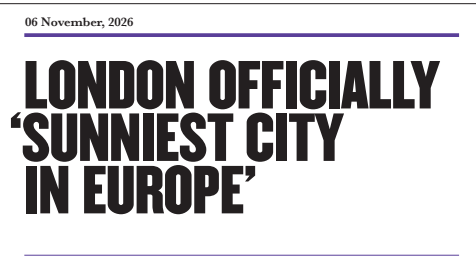 06 November, 2026
LONDON OFFICIALLY
‘SUNNIEST CITY
IN EUROPE’